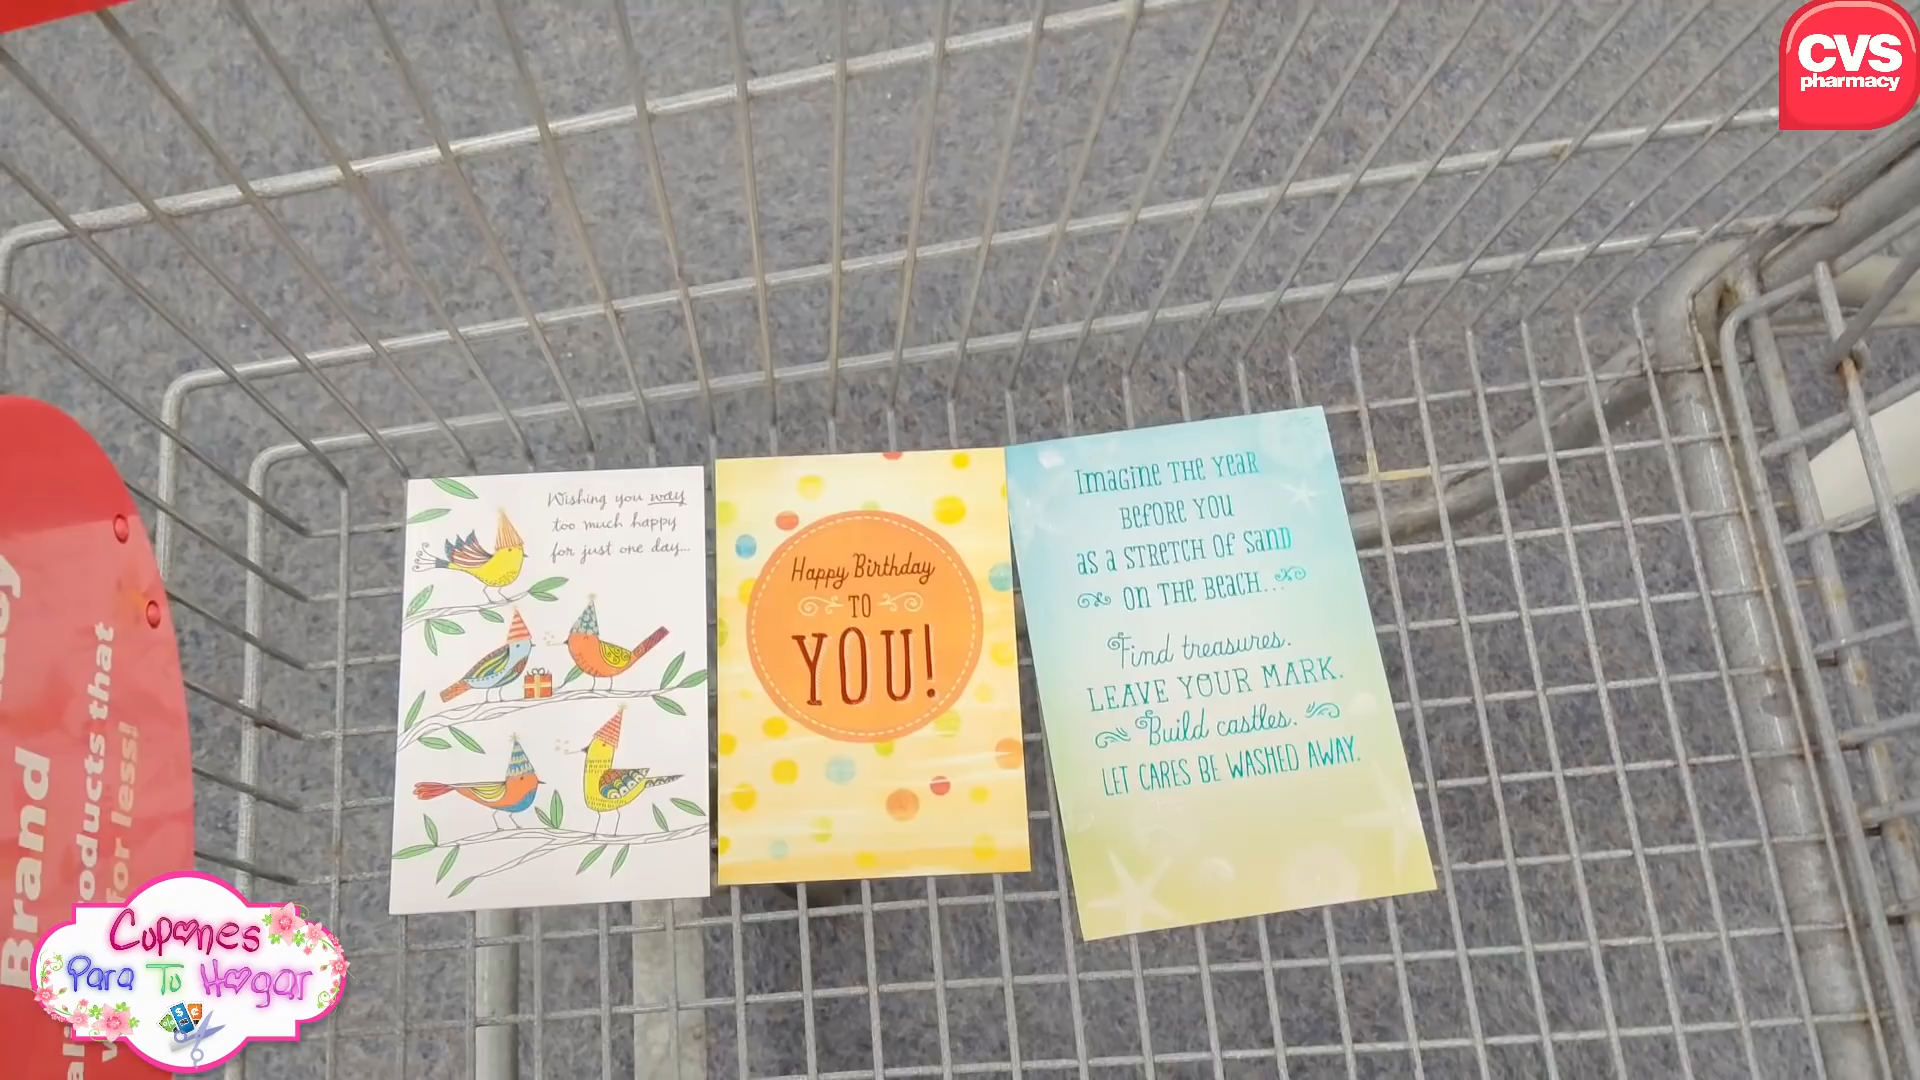 CVS
pharmacy
Wishing you way
too much happy
for just one day...
Happy Birthday
TO
YOU!
Imagine the year
before you
as a stretch of sand
on the beach...
Find treasures.
LEAVE YOUR MARK.
Build castles.
LET CARES BE WASHED AWAY.
Brand
that
for less!
Cupones
Para Tu Hogar